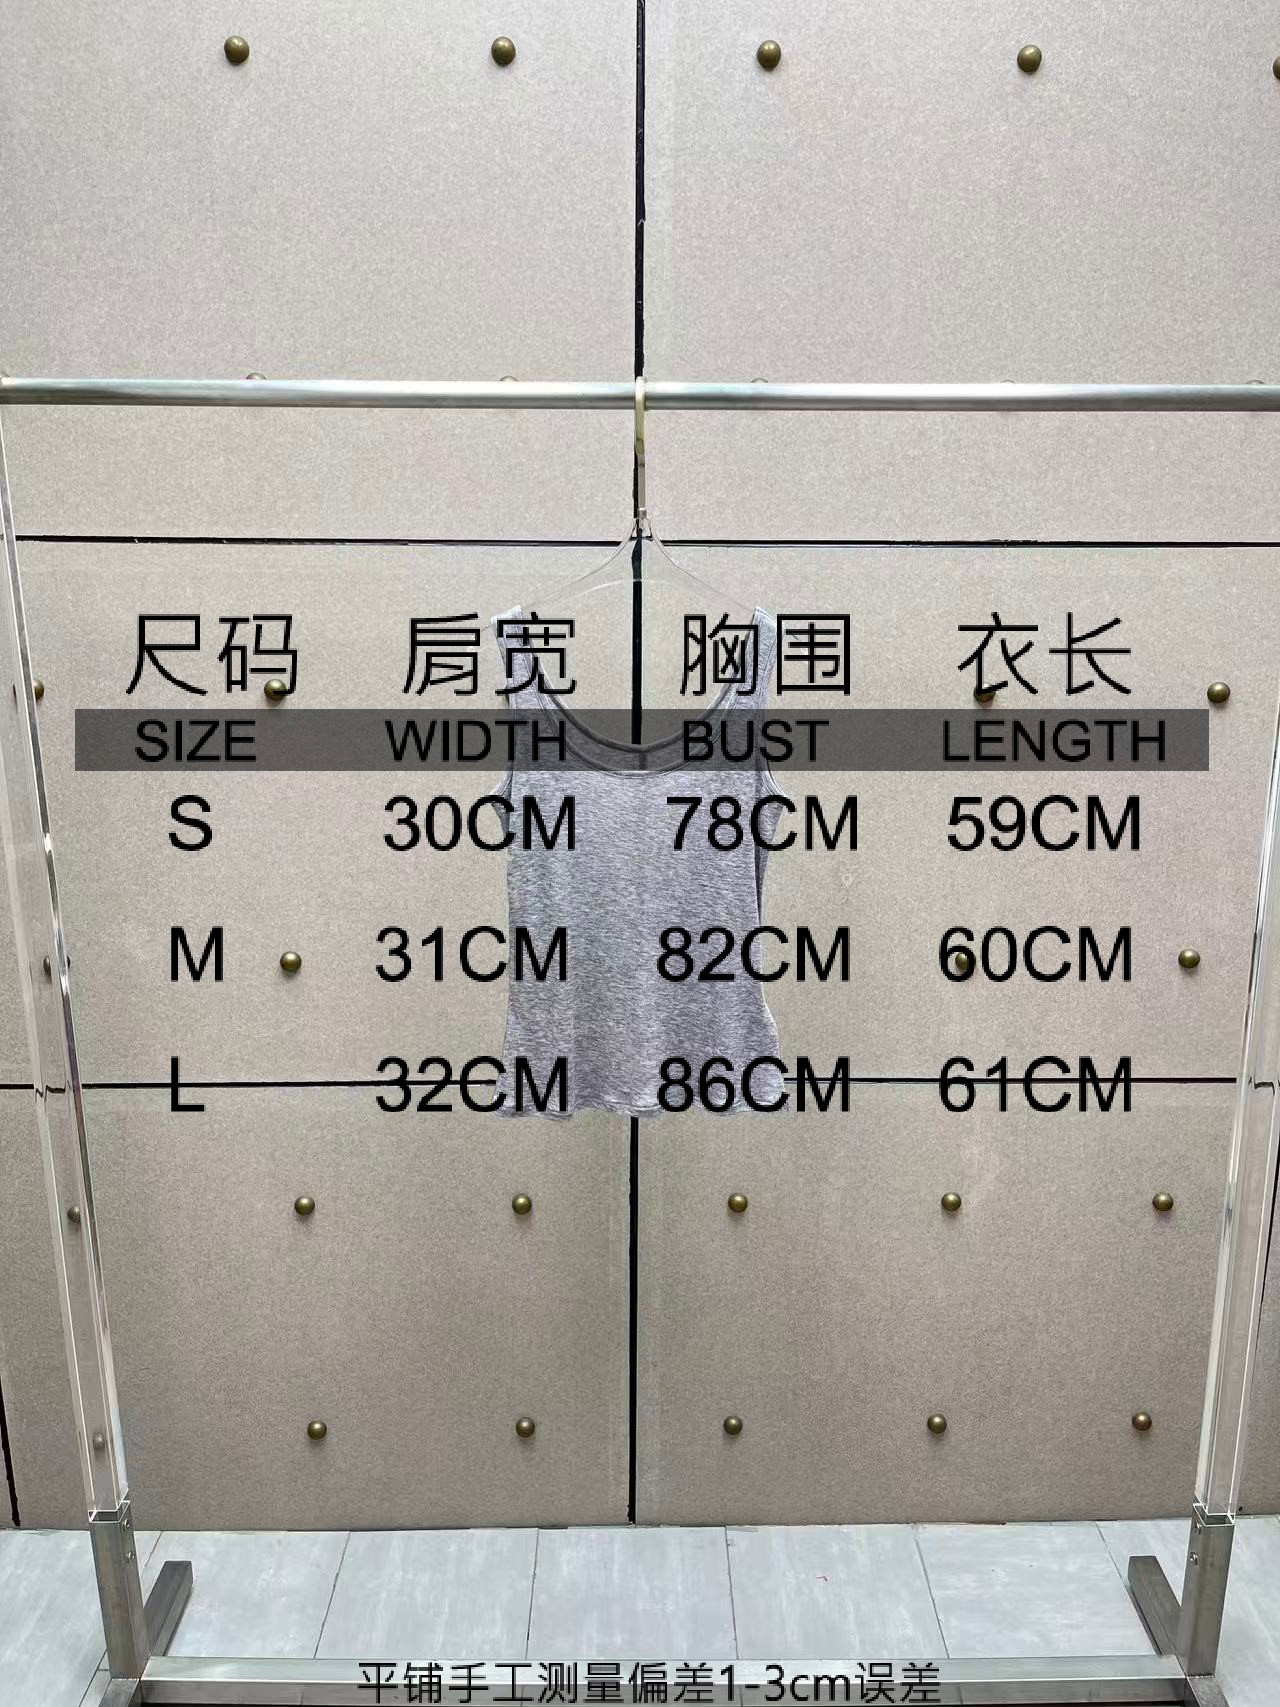 尺码 肩宽 胸围 衣长
SIZE WIDTH BUST LENGTH
S 30CM 78CM 59CM
M 31CM 82CM 60CM
L 32CM 86CM 61CM
平铺手工测量偏差1-3cm误差